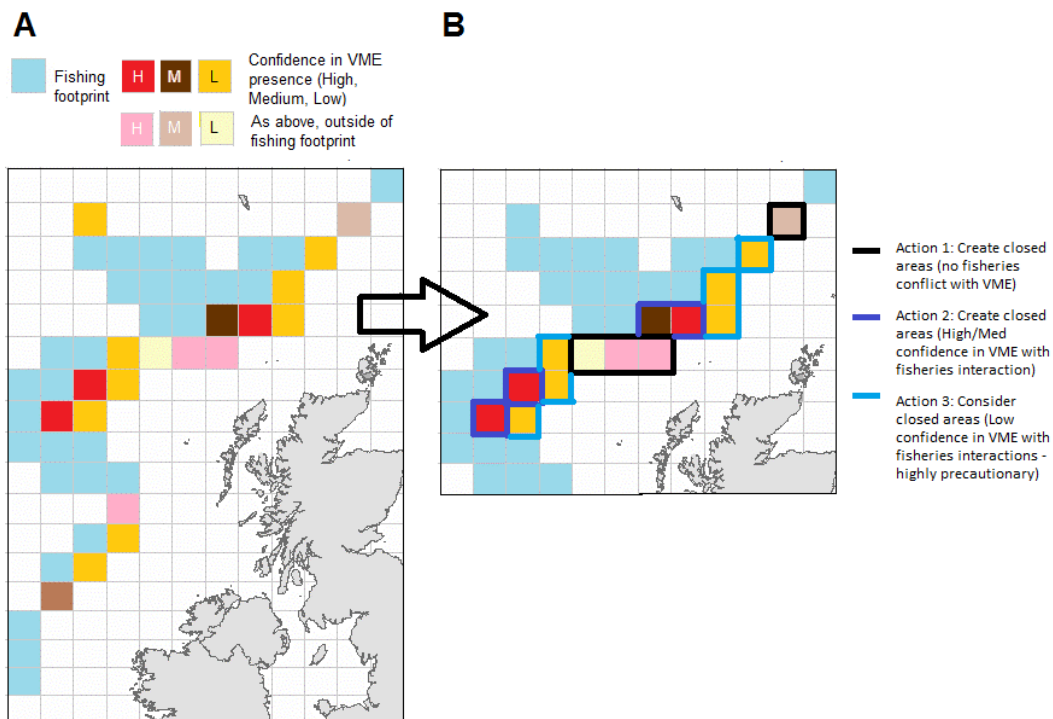 A
B
Fishing
footprint
H M L
Confidence in VME
presence (High,
Medium, Low)
H M L
As above, outside of
fishing footprint
Action 1: Create closed
areas (no fisheries
conflict with VME)
Action 2: Create closed
areas (High/Med
confidence in VME with
fisheries interaction)
Action 3: Consider
closed areas (Low
confidence in VME with
fisheries interactions -
highly precautionary)